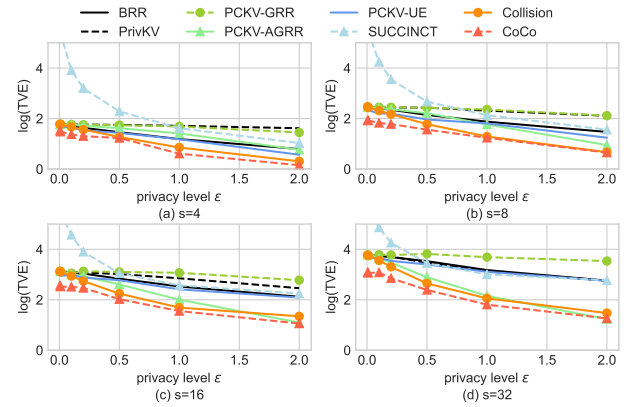 BRR PCKV-GRR PCKV-UE Collision
PrivKV PCKV-AGRR SUCCINCT CoCo
log(TVE)
4
2
0
0.0 0.5 1.0 1.5 2.0
privacy level ε
(a) s=4
log(TVE)
4
2
0
0.0 0.5 1.0 1.5 2.0
privacy level ε
(b) s=8
log(TVE)
4
2
0
0.0 0.5 1.0 1.5 2.0
privacy level ε
(c) s=16
log(TVE)
4
2
0
0.0 0.5 1.0 1.5 2.0
privacy level ε
(d) s=32